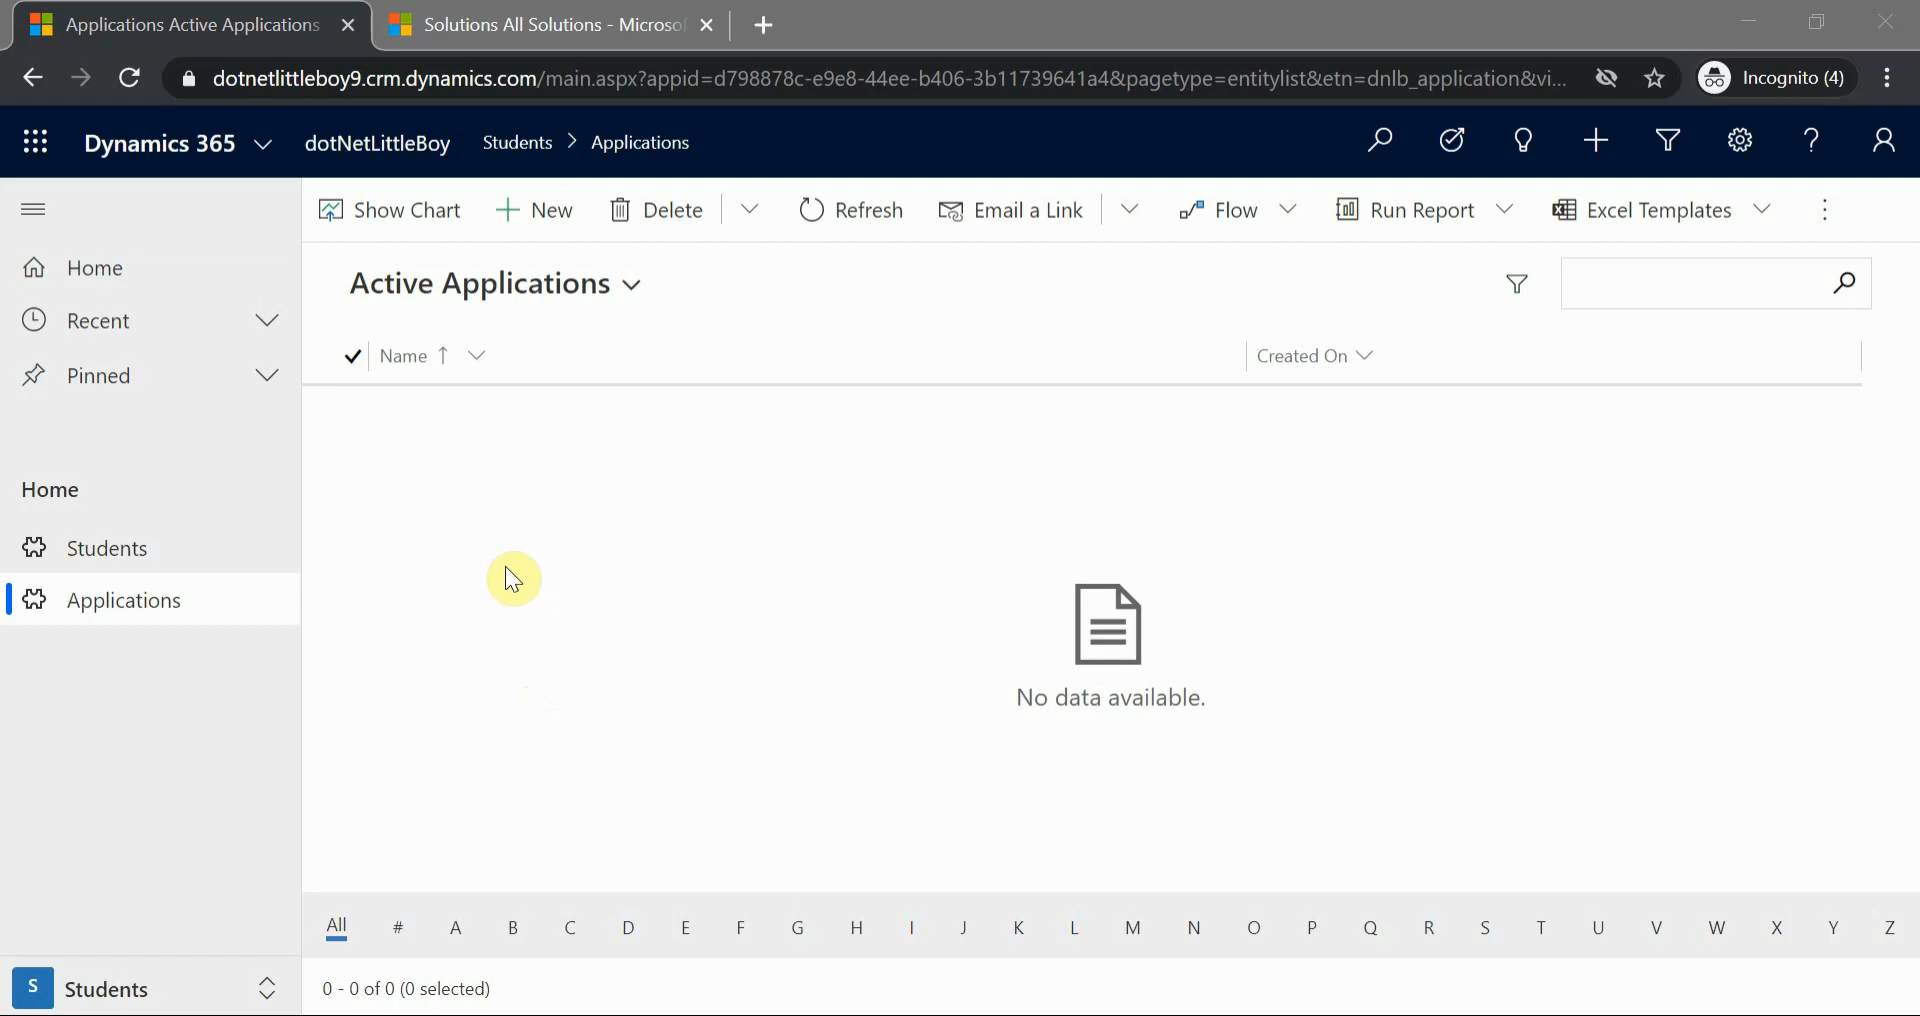 Applications Active Applications
Solutions All Solutions - Microsof
dotnetlittleboy9.crm.dynamics.com/main.aspx?appid=d798878c-e9e8-44ee-b406-3b11739641a4&pagetype=entitylist&etn=dnlb_application&vi...
Incognito (4)
Dynamics 365
dotNetLittleBoy
Students > Applications
Show Chart
New
Delete
Refresh
Email a Link
Flow
Run Report
Excel Templates
Home
Recent
Pinned
Home
Students
Applications
Active Applications
Name
Created On
No data available.
All # A B C D E F G H I J K L M N O P Q R S T U V W X Y Z
S Students
0 - 0 of 0 (0 selected)